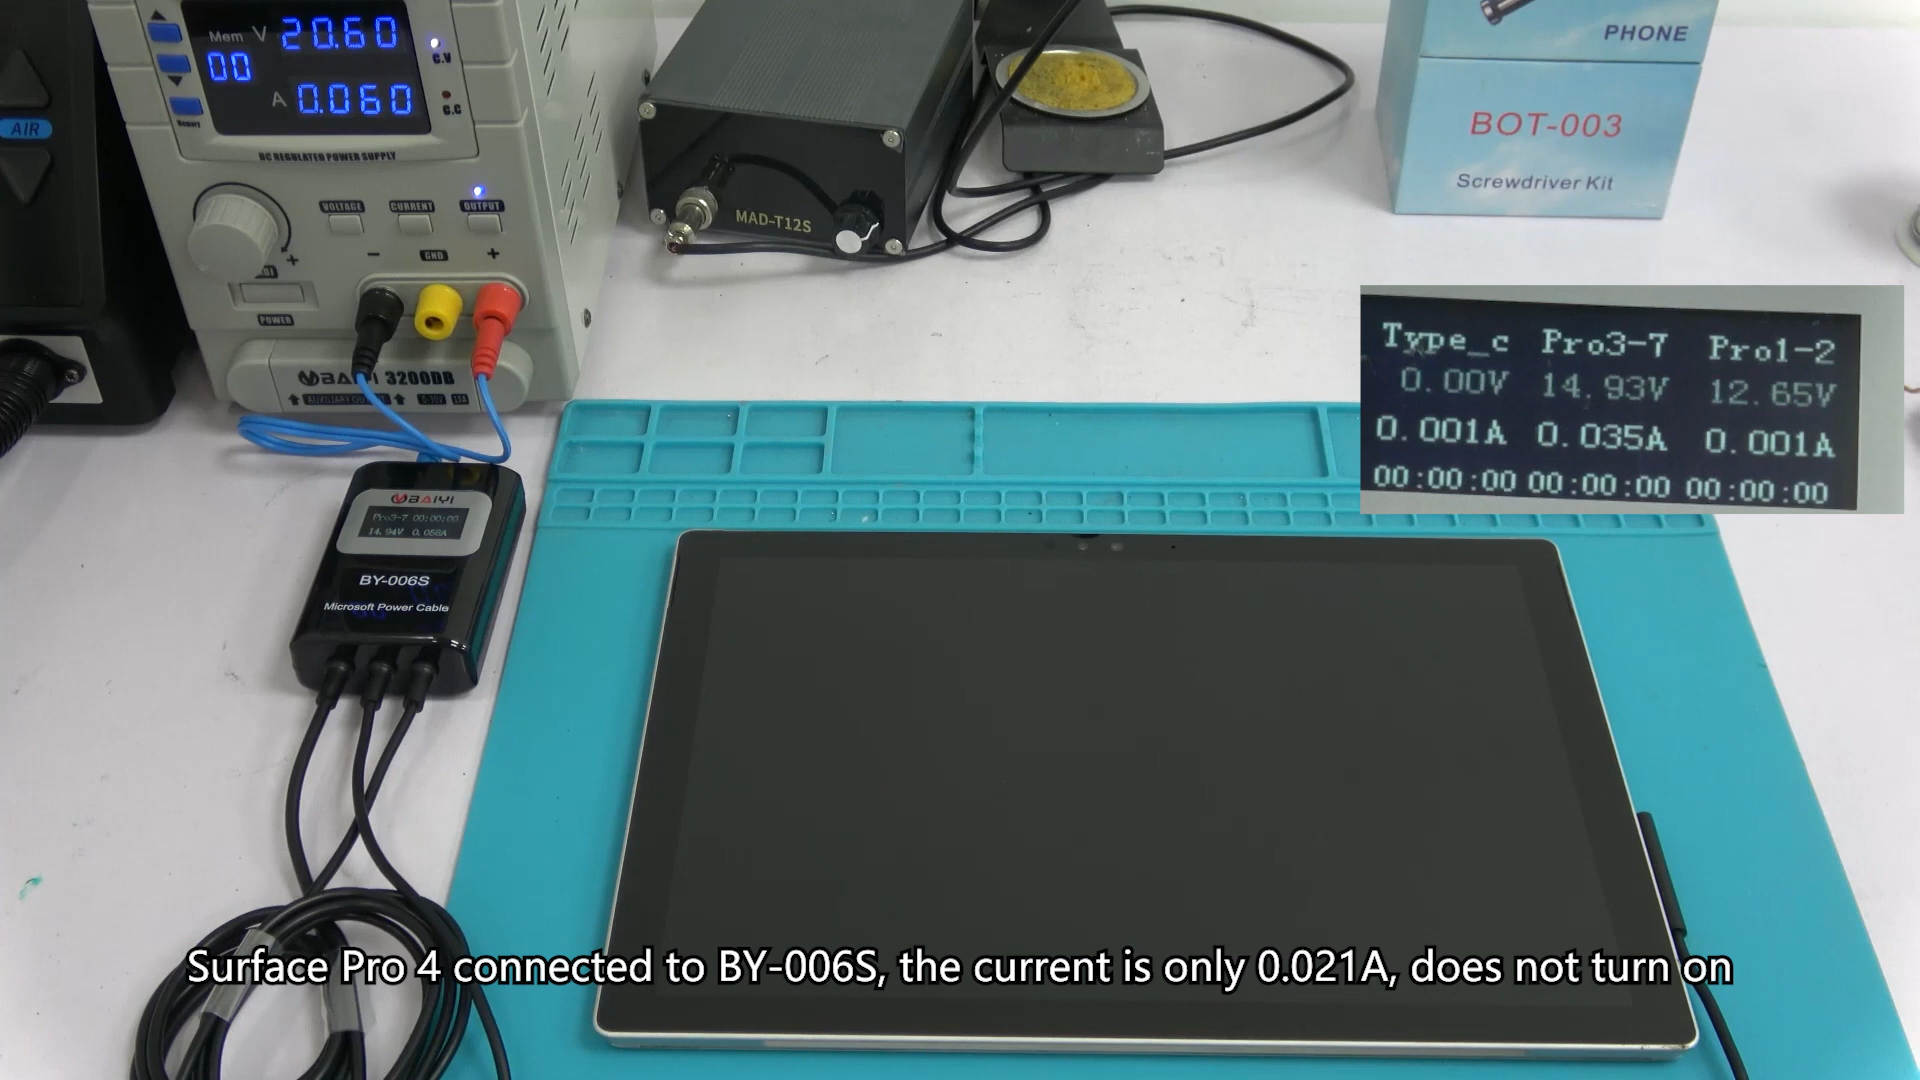 Mem V 20.60
00
C.V
A 0.060
C.C
Memory
AIR
DC REGULATED POWER SUPPLY
VOLTAGE CURRENT OUTPUT
− GND +
+
POWER
BAIYI 3200DB
0-30V
MAD-T12S
PHONE
BOT-003
Screwdriver Kit
Type_c Pro3-7 Pro1-2
0.00V 14.93V 12.65V
0.001A 0.035A 0.001A
00:00:00 00:00:00 00:00:00
BAIYI
Pro3-7 00:00:00
14.94V 0.058A
BY-006S
Microsoft Power Cable
Surface Pro 4 connected to BY-006S, the current is only 0.021A, does not turn on